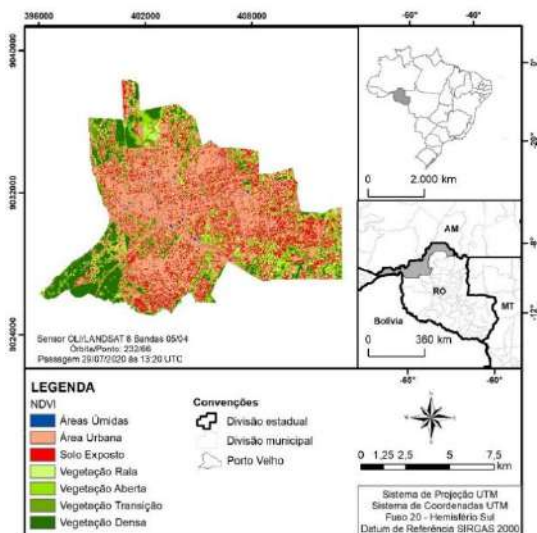 396000 402000 408000
9040000
9032000
9024000
Sensor OLI/LANDSAT 8 Bandas 05/04
Órbita/Ponto: 232/66
Passagem 29/07/2020 às 13:20 UTC
-60° -40°
-20°
0 2.000 km
AM
-8°
RO
MT
Bolívia
-12°
0 360 km
-60°
LEGENDA
NDVI
Áreas Úmidas
Área Urbana
Solo Exposto
Vegetação Rala
Vegetação Aberta
Vegetação Transição
Vegetação Densa
Convenções
Divisão estadual
Divisão municipal
Porto Velho
0 1,25 2,5 5 7,5
km
Sistema de Projeção UTM
Sistema de Coordenadas UTM
Fuso 20 - Hemisfério Sul
Datum de Referência SIRGAS 2000